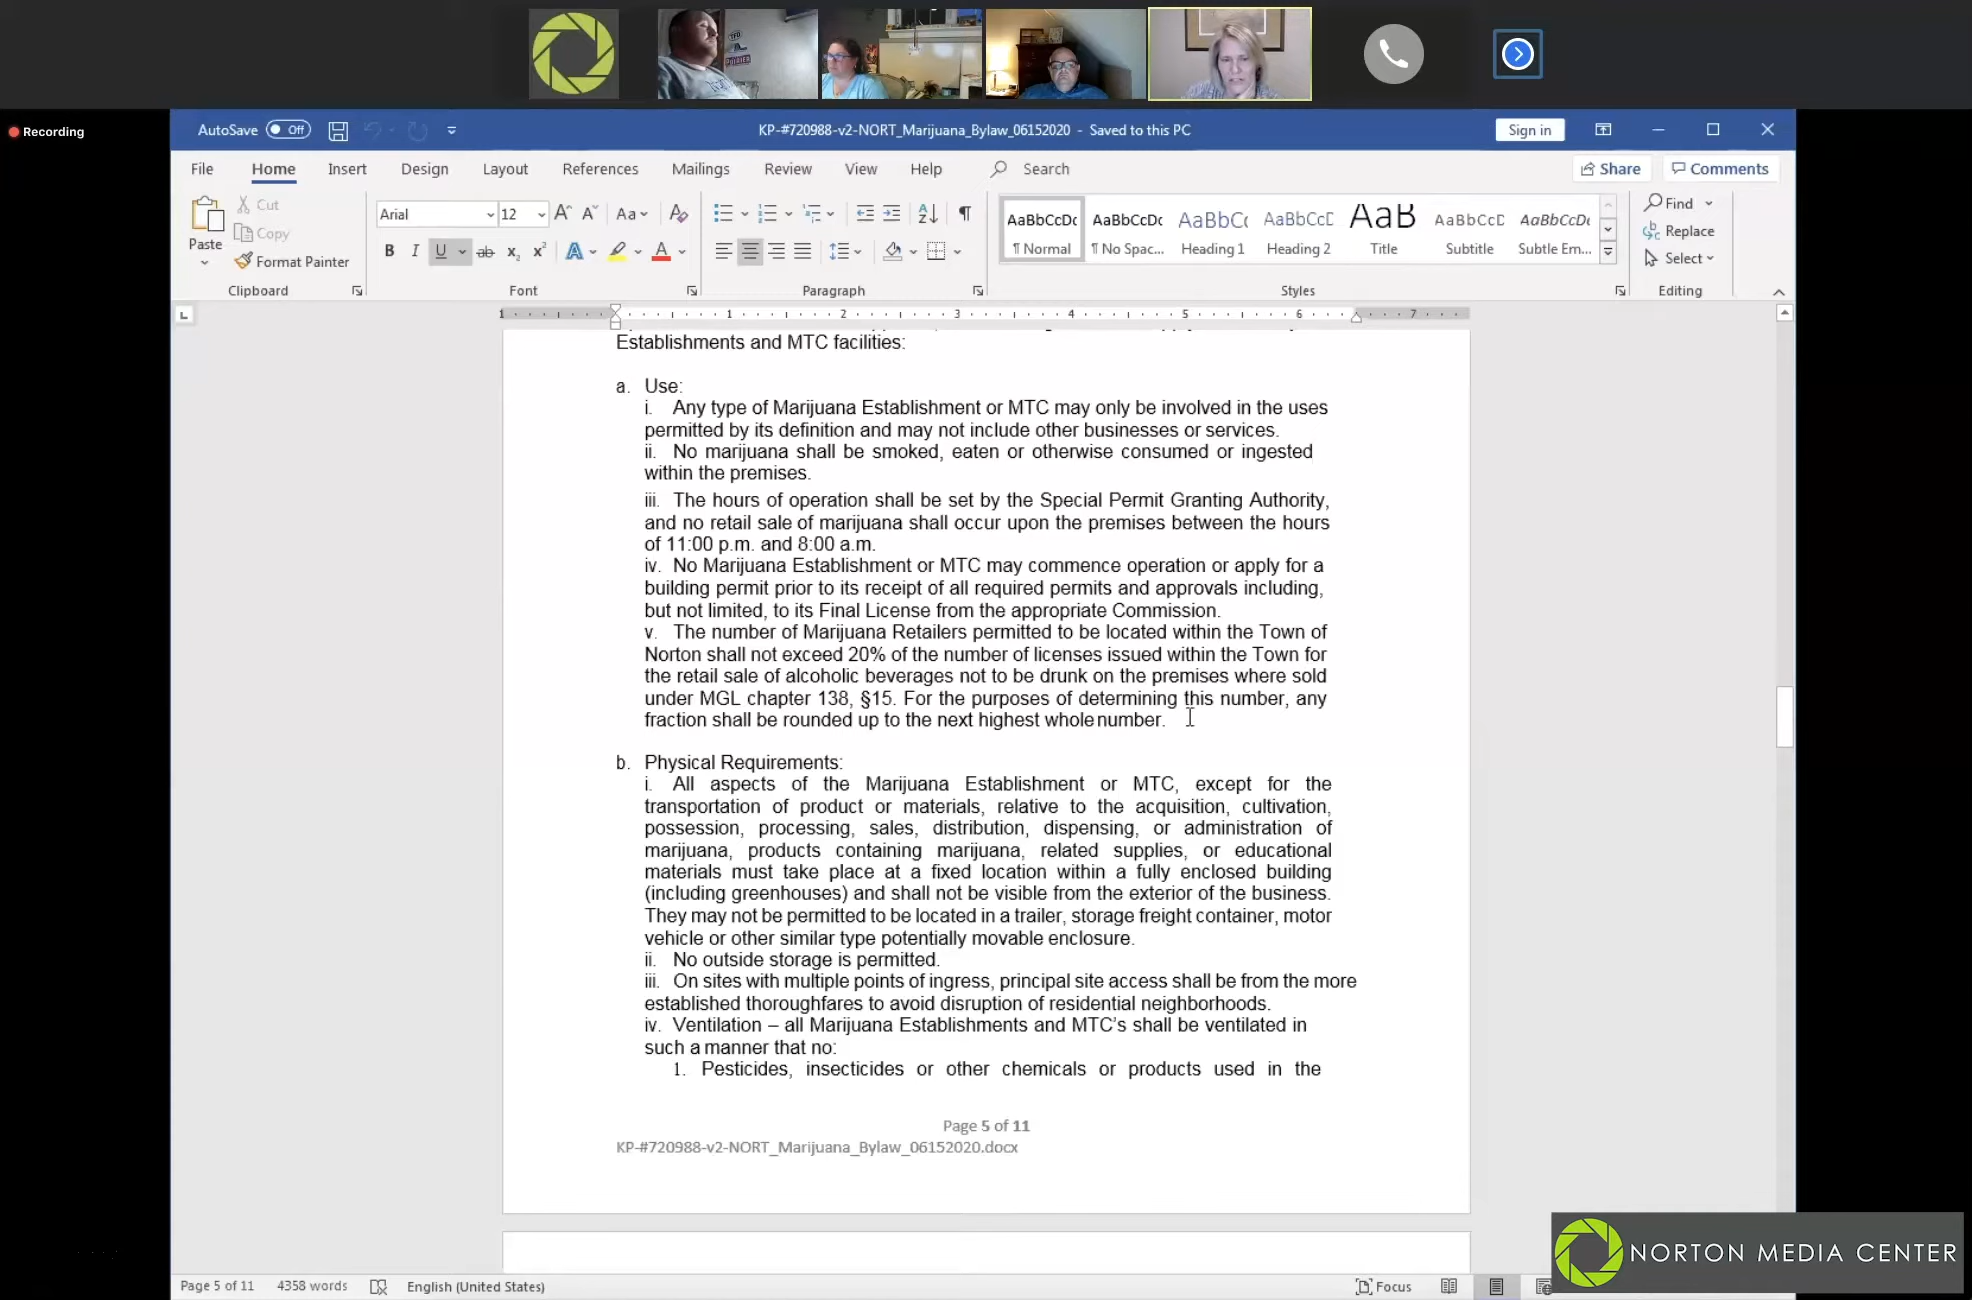 Recording
AutoSave Off
KP-#720988-v2-NORT_Marijuana_Bylaw_06152020 - Saved to this PC
Sign in
File Home Insert Design Layout References Mailings Review View Help Search
Share Comments
Paste
Cut
Copy
Format Painter
Clipboard
Arial 12
Font
Paragraph
AaBbCcDc AaBbCcDc AaBbCc AaBbCcD AaB AaBbCcD AaBbCcDc
¶ Normal ¶ No Spac... Heading 1 Heading 2 Title Subtitle Subtle Em...
Styles
Find
Replace
Select
Editing
1 1 2 3 4 5 6 7
Establishments and MTC facilities:
a. Use:
i. Any type of Marijuana Establishment or MTC may only be involved in the uses
permitted by its definition and may not include other businesses or services.
ii. No marijuana shall be smoked, eaten or otherwise consumed or ingested
within the premises.
iii. The hours of operation shall be set by the Special Permit Granting Authority,
and no retail sale of marijuana shall occur upon the premises between the hours
of 11:00 p.m. and 8:00 a.m.
iv. No Marijuana Establishment or MTC may commence operation or apply for a
building permit prior to its receipt of all required permits and approvals including,
but not limited, to its Final License from the appropriate Commission.
v. The number of Marijuana Retailers permitted to be located within the Town of
Norton shall not exceed 20% of the number of licenses issued within the Town for
the retail sale of alcoholic beverages not to be drunk on the premises where sold
under MGL chapter 138, §15. For the purposes of determining this number, any
fraction shall be rounded up to the next highest whole number.
b. Physical Requirements:
i. All aspects of the Marijuana Establishment or MTC, except for the
transportation of product or materials, relative to the acquisition, cultivation,
possession, processing, sales, distribution, dispensing, or administration of
marijuana, products containing marijuana, related supplies, or educational
materials must take place at a fixed location within a fully enclosed building
(including greenhouses) and shall not be visible from the exterior of the business.
They may not be permitted to be located in a trailer, storage freight container, motor
vehicle or other similar type potentially movable enclosure.
ii. No outside storage is permitted.
iii. On sites with multiple points of ingress, principal site access shall be from the more
established thoroughfares to avoid disruption of residential neighborhoods.
iv. Ventilation – all Marijuana Establishments and MTC's shall be ventilated in
such a manner that no:
1. Pesticides, insecticides or other chemicals or products used in the
Page 5 of 11
KP-#720988-v2-NORT_Marijuana_Bylaw_06152020.docx
NORTON MEDIA CENTER
Page 5 of 11 4358 words English (United States) Focus